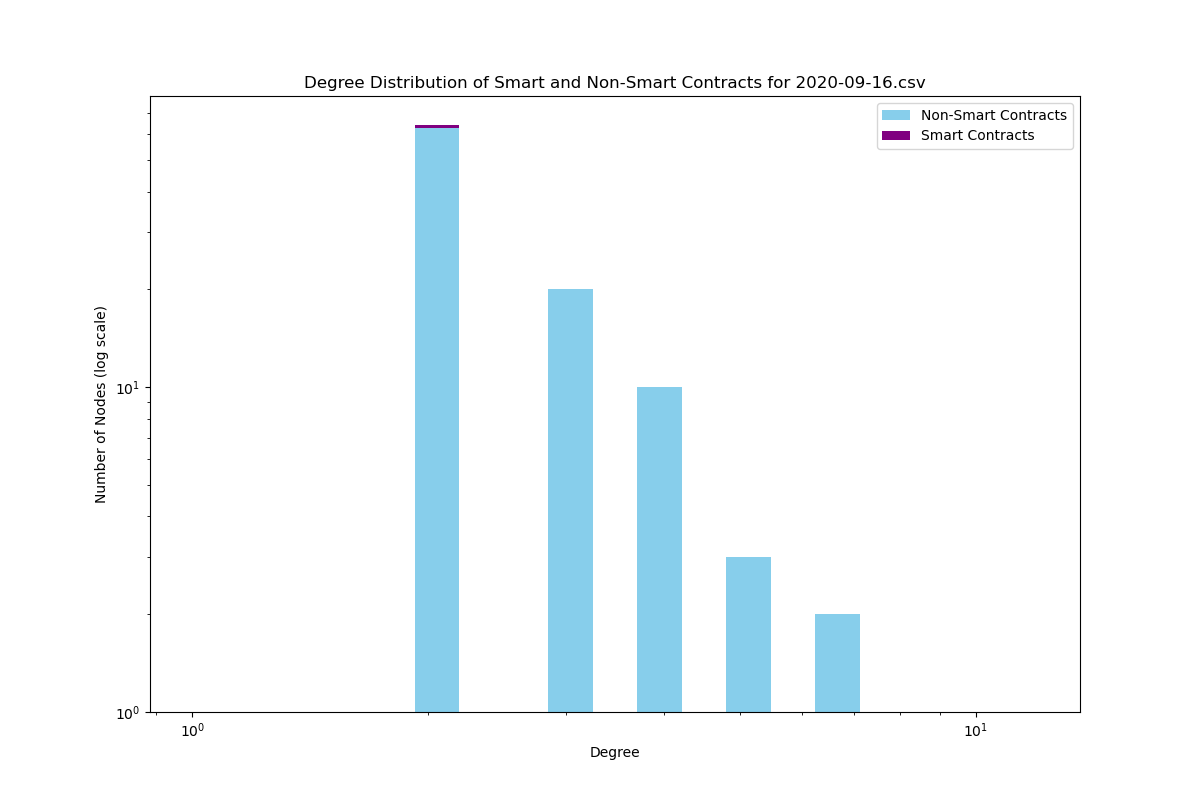 Degree Distribution of Smart and Non-Smart Contracts for 2020-09-16.csv
Non-Smart Contracts
Smart Contracts
Number of Nodes (log scale)
10¹
10⁰
10⁰
10¹
Degree